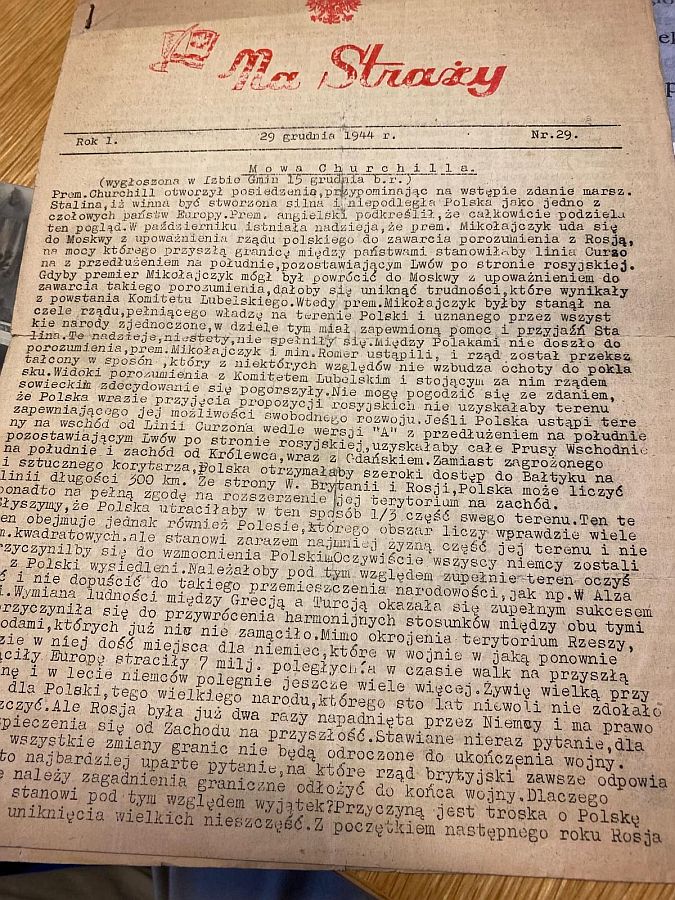 Na Straży
Rok 1. 29 grudnia 1944 r. Nr.29.
Mowa Churchilla.
(wygłoszona w Izbie Gmin 15 grudnia b.r.)
Prem.Churchill otworzył posiedzenie,przypominając na wstępie zdanie marsz.
Stalina,iż winna być stworzona silna i niepodległa Polska jako jedno z
czołowych państw Europy.Prem. angielski podkreślił,że całkowicie podziela
ten pogląd.W październiku istniała nadzieja,że prem. Mikołajczyk uda się
do Moskwy z upoważnienia rządu polskiego do zawarcia porozumienia z Rosją,
na mocy którego przyszłą granicę między państwami stanowiłaby linia Curzo
na z przedłużeniem na południe,pozostawiającym Lwów po stronie rosyjskiej.
Gdyby premier Mikołajczyk mógł był powrócić do Moskwy z upoważnieniem do
zawarcia takiego porozumienia,dałoby się uniknąć trudności,które wynikały
z powstania Komitetu Lubelskiego.Wtedy prem.Mikołajczyk byłby stanął na
czele rządu,pełniącego władzę na terenie Polski i uznanego przez wszyst
kie narody zjednoczone,w dziele tym miał zapewnioną pomoc i przyjaźń Sta
lina.Te nadzieje,niestety,nie spełniły się.Między Polakami nie doszło do
porozumienia,prem.Mikołajczyk i min.Romer ustąpili, i rząd został przeksz
tałcony w sposón ,który z niektórych względów nie wzbudza ochoty do pokla
sku.Widoki porozumienia z Komitetem Lubelskim i stojącym za nim rządem
sowieckim zdecydowanie się pogorszyły.Nie mogę pogodzić się ze zdaniem,
że Polska wrazie przyjęcia propozycji rosyjskich nie uzyskałaby terenu
zapewniającego jej możliwości swobodnego rozwoju.Jeśli Polska ustąpi tere
ny na wschód od Linii Curzona wedle wersji "A" z przedłużeniem na południe
pozostawiającym Lwów po stronie rosyjskiej,uzyskałaby całe Prusy Wschodnie
na południe i zachód od Królewca,wraz z Gdańskiem.Zamiast zagrożonego
i sztucznego korytarza,Polska otrzymałaby szeroki dostęp do Bałtyku na
linii długości 300 km. Ze strony W. Brytanii i Rosji,Polska może liczyć
ponadto na pełną zgodę na rozszerzenie jej terytorium na zachód.
łyszymy,że Polska utraciłaby w ten sposób 1/3 część swego terenu.Ten te
en obejmuje jednak również Polesie,którego obszar liczy wprawdzie wiele
m.kwadratowych.ale stanowi zarazem najmniej żyzną część jej terenu i nie
rzyczyniłby się do wzmocnienia PolskimOczywiście wszyscy niemcy zostali
z Polski wysiedleni.Należałoby pod tym względem zupełnie teren oczyś
ć i nie dopuścić do takiego przemieszczenia narodowości,jak np.W Alza
i.Wymiana ludności między Grecją a Turcją okazała się zupełnym sukcesem
przyczyniła się do przywrócenia harmonijnych stosunków między obu tymi
odami,których już nic nie zamąciło.Mimo okrojenia terytorium Rzeszy,
zie w niej dość miejsca dla niemiec,które w wojnie w jaką ponownie
ąciły Europę straciły 7 milj. poległych,a w czasie walk na przyszłą
nę i w lecie niemców polegnie jeszcze wiele więcej.Żywię wielką przy
dla Polski,tego wielkiego narodu,którego sto lat niewoli nie zdołało
szczyć.Ale Rosja była już dwa razy napadnięta przez Niemcy i ma prawo
spieczenia się od Zachodu na przyszłość.Stawiane nieraz pytanie,dla
wszystkie zmiany granic nie będą odroczone do ukończenia wojny.
to najbardziej uparte pytanie,na które rząd brytyjski zawsze odpowia
e należy zagadnienia graniczne odłożyć do końca wojny.Dlaczego
stanowi pod tym względem wyjątek?Przyczyną jest troska o Polskę
uniknięcia wielkich nieszczęść.Z początkiem następnego roku Rosja